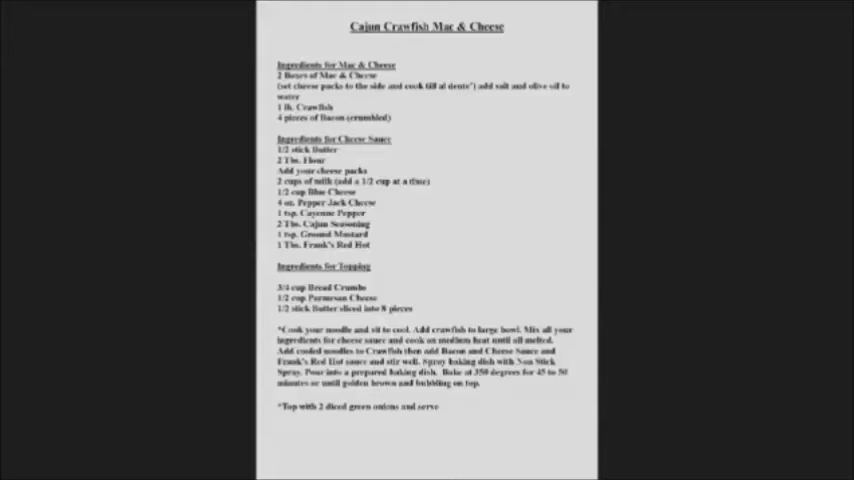 Cajun Crawfish Mac & Cheese
Ingredients for Mac & Cheese
2 Boxes of Mac & Cheese
(set cheese packs to the side and cook till al dente') add salt and olive oil to
water
1 lb. Crawfish
4 pieces of Bacon (crumbled)
Ingredients for Cheese Sauce
1/2 stick Butter
2 Tbs. Flour
Add your cheese packs
2 cups of milk (add a 1/2 cup at a time)
1/2 cup Blue Cheese
4 oz. Pepper Jack Cheese
1 tsp. Cayenne Pepper
2 Tbs. Cajun Seasoning
1 tsp. Ground Mustard
1 Tbs. Frank's Red Hot
Ingredients for Topping
3/4 cup Bread Crumbs
1/2 cup Parmesan Cheese
1/2 stick Butter sliced into 8 pieces
*Cook your noodle and sit to cool. Add crawfish to large bowl. Mix all your
ingredients for cheese sauce and cook on medium heat until all melted.
Add cooled noodles to Crawfish then add Bacon and Cheese Sauce and
Frank's Red Hot sauce and stir well. Spray baking dish with Non Stick
Spray. Pour into a prepared baking dish. Bake at 350 degrees for 45 to 50
minutes or until golden brown and bubbling on top.
*Top with 2 diced green onions and serve